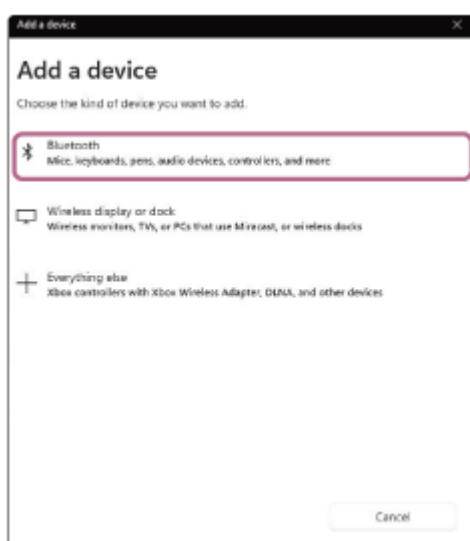 Add a device
Add a device
Choose the kind of device you want to add.
Bluetooth
Mice, keyboards, pens, audio devices, controllers, and more
Wireless display or dock
Wireless monitors, TVs, or PCs that use Miracast, or wireless docks
Everything else
Xbox controllers with Xbox Wireless Adapter, DLNA, and other devices
Cancel